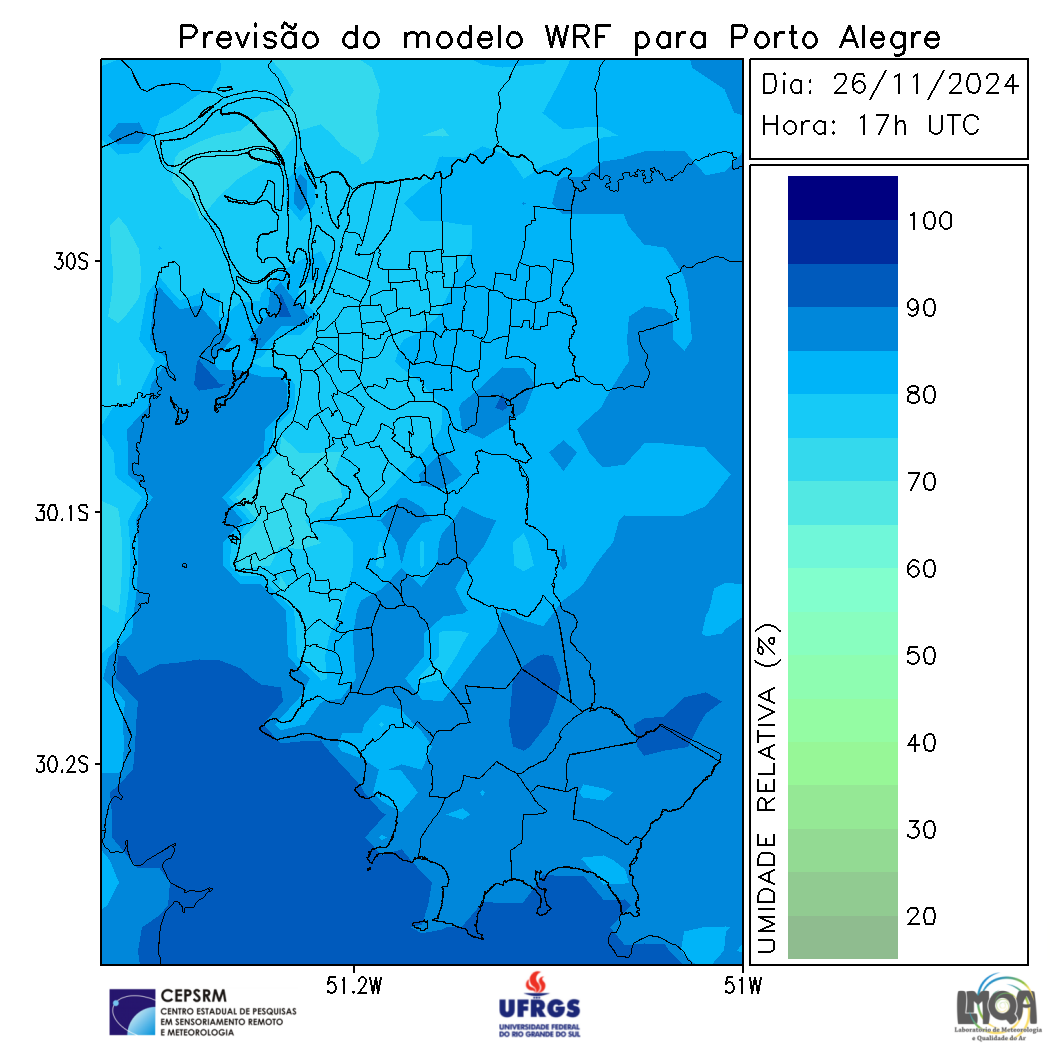 Previsão do modelo WRF para Porto Alegre
Dia: 26/11/2024
Hora: 17h UTC
100
90
80
70
60
50
40
30
20
UMIDADE RELATIVA (%)
30S
30.1S
30.2S
51.2W
51W
CEPSRM
CENTRO ESTADUAL DE PESQUISAS
EM SENSORIAMENTO REMOTO
E METEOROLOGIA
UFRGS
UNIVERSIDADE FEDERAL
DO RIO GRANDE DO SUL
LMQA
Laboratório de Meteorologia
e Qualidade do Ar